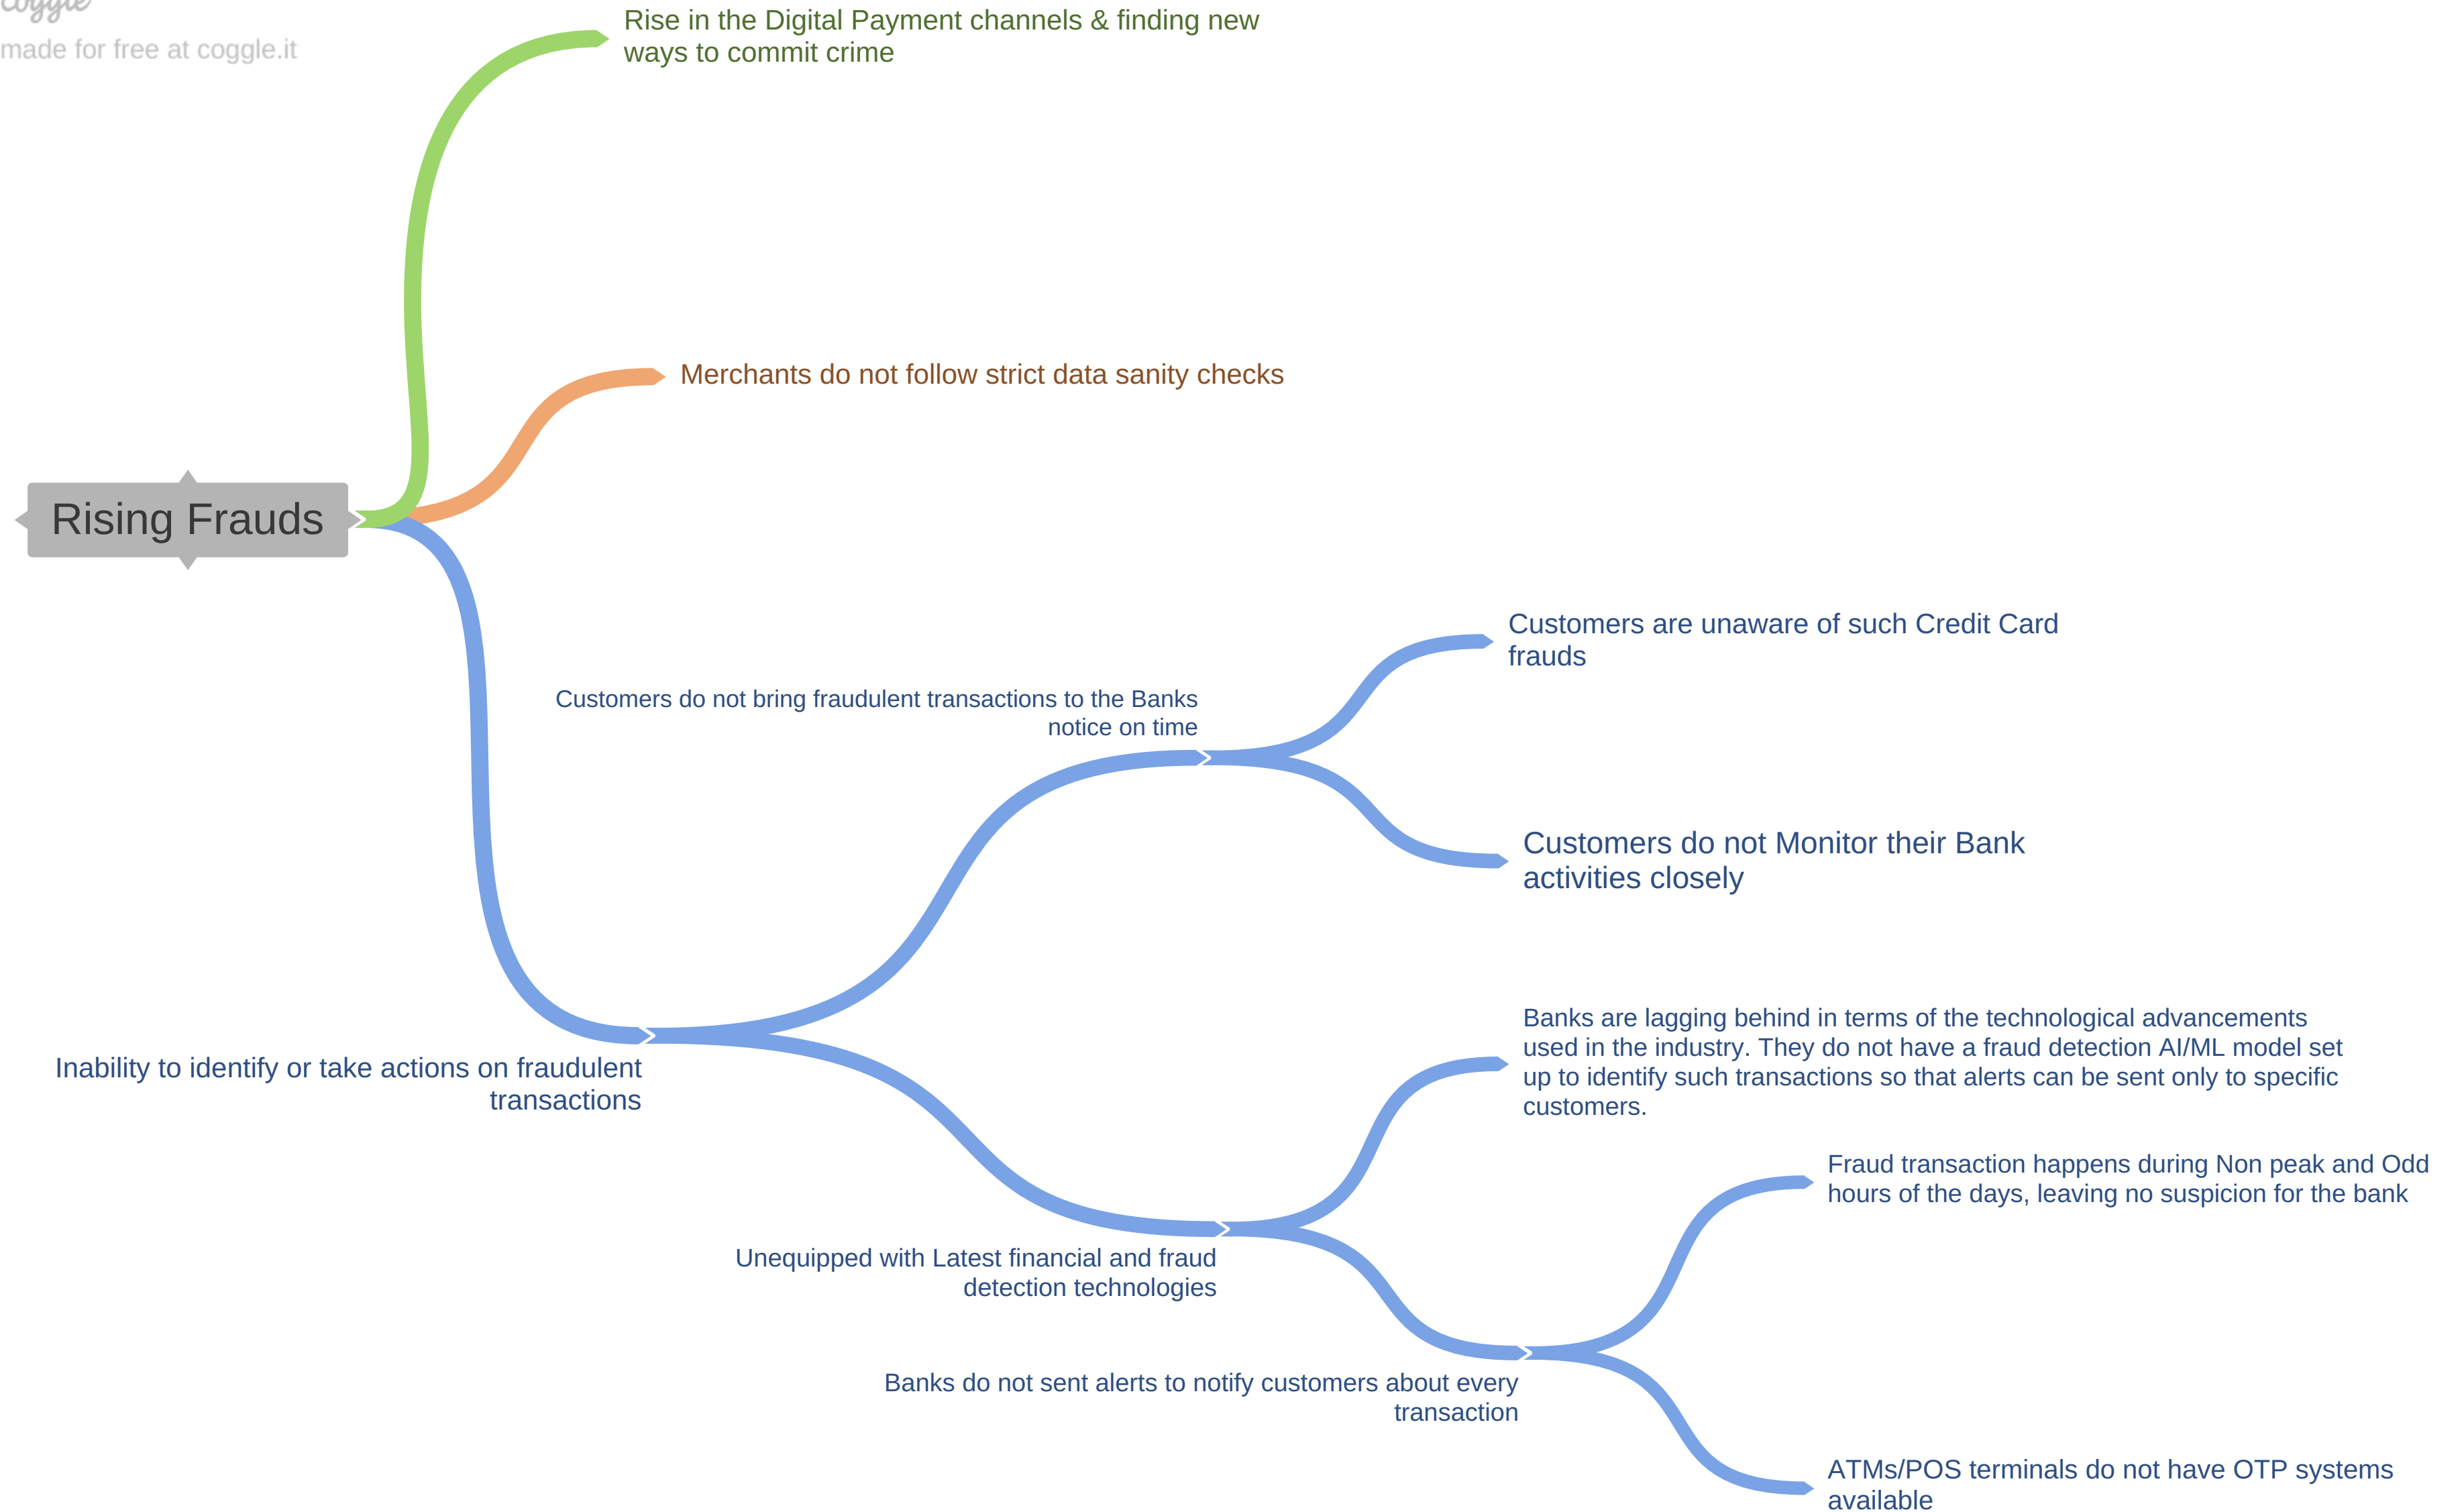 coggle
made for free at coggle.it
Rise in the Digital Payment channels & finding new
ways to commit crime
Merchants do not follow strict data sanity checks
Rising Frauds
Customers are unaware of such Credit Card
frauds
Customers do not bring fraudulent transactions to the Banks
notice on time
Customers do not Monitor their Bank
activities closely
Inability to identify or take actions on fraudulent
transactions
Banks are lagging behind in terms of the technological advancements
used in the industry. They do not have a fraud detection AI/ML model set
up to identify such transactions so that alerts can be sent only to specific
customers.
Unequipped with Latest financial and fraud
detection technologies
Fraud transaction happens during Non peak and Odd
hours of the days, leaving no suspicion for the bank
Banks do not sent alerts to notify customers about every
transaction
ATMs/POS terminals do not have OTP systems
available